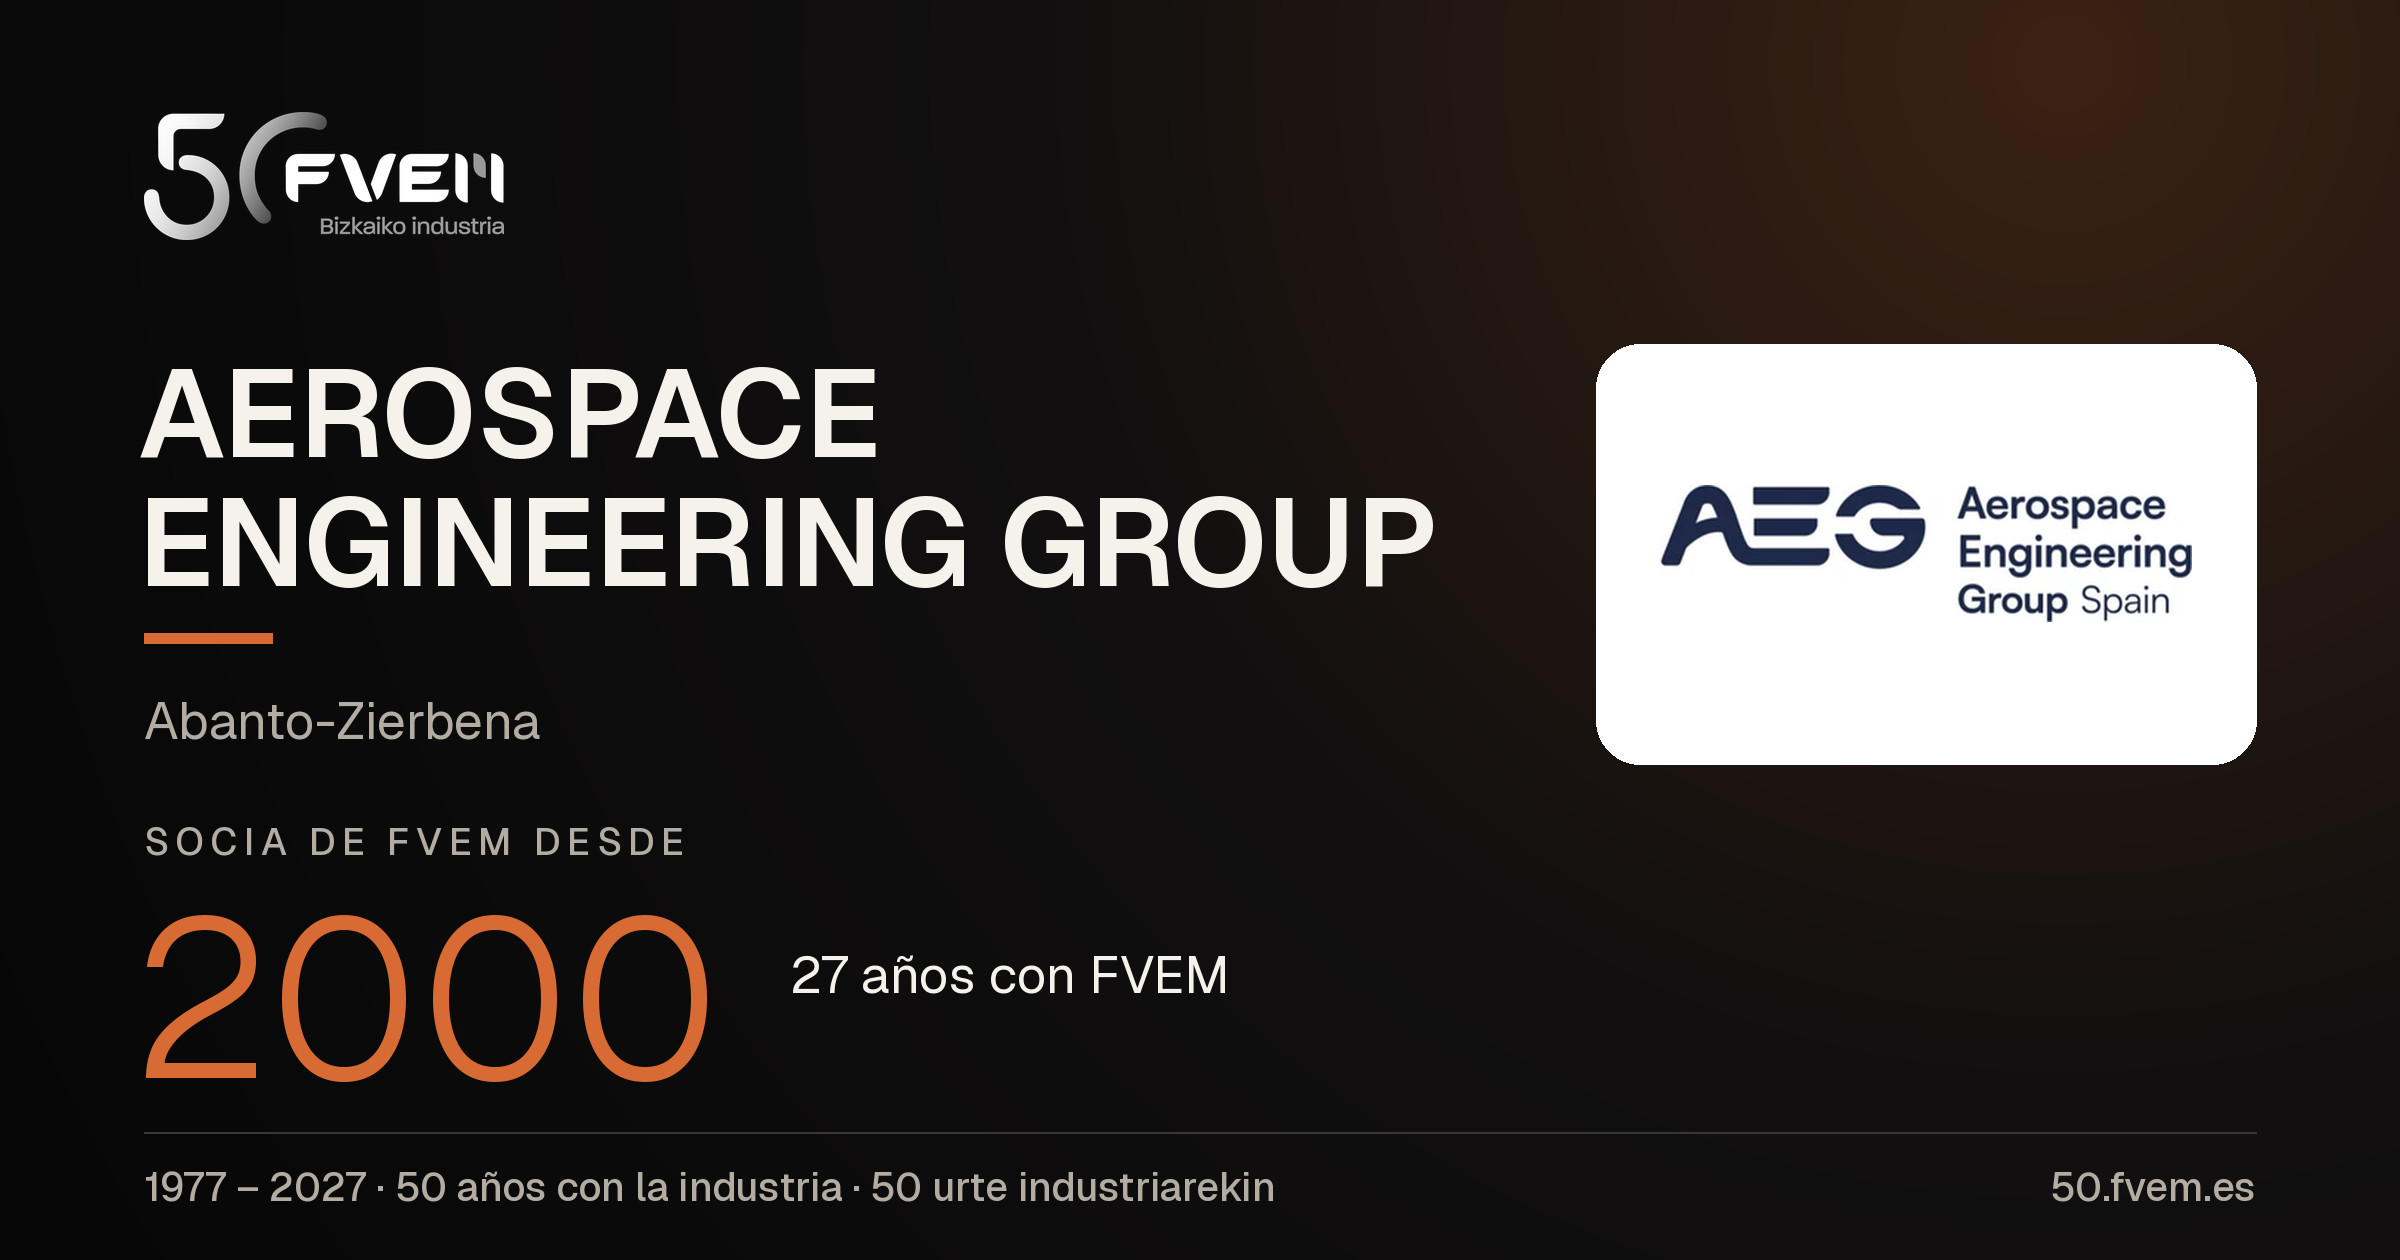 50 FVEM
Bizkaiko industria
AEROSPACE
ENGINEERING GROUP
AEG
Aerospace
Engineering
Group Spain
Abanto-Zierbena
SOCIA DE FVEM DESDE
2000
27 años con FVEM
1977 – 2027 · 50 años con la industria · 50 urte industriarekin
50.fvem.es